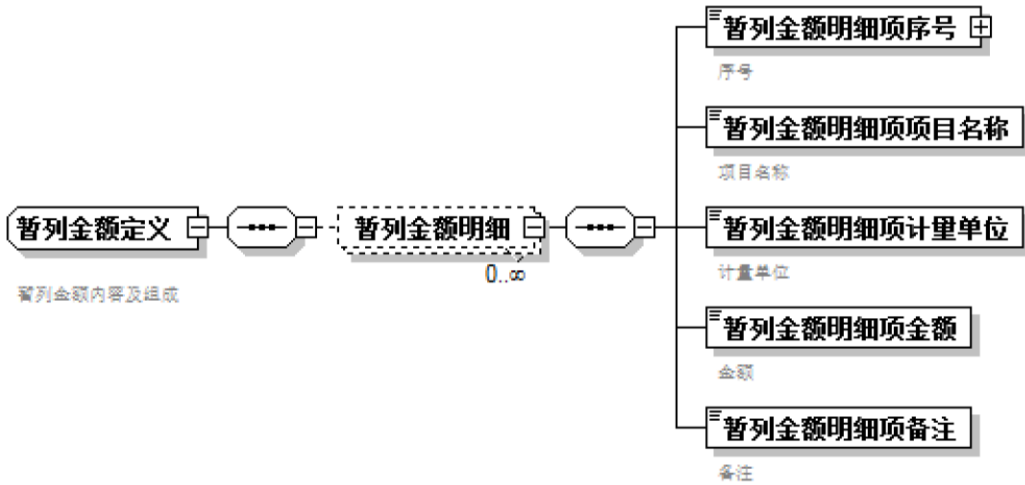 暂列金额明细项序号
序号
暂列金额明细项项目名称
项目名称
暂列金额定义
暂列金额明细
暂列金额明细项计量单位
0..∞
计量单位
暂列金额内容及组成
暂列金额明细项金额
金额
暂列金额明细项备注
备注